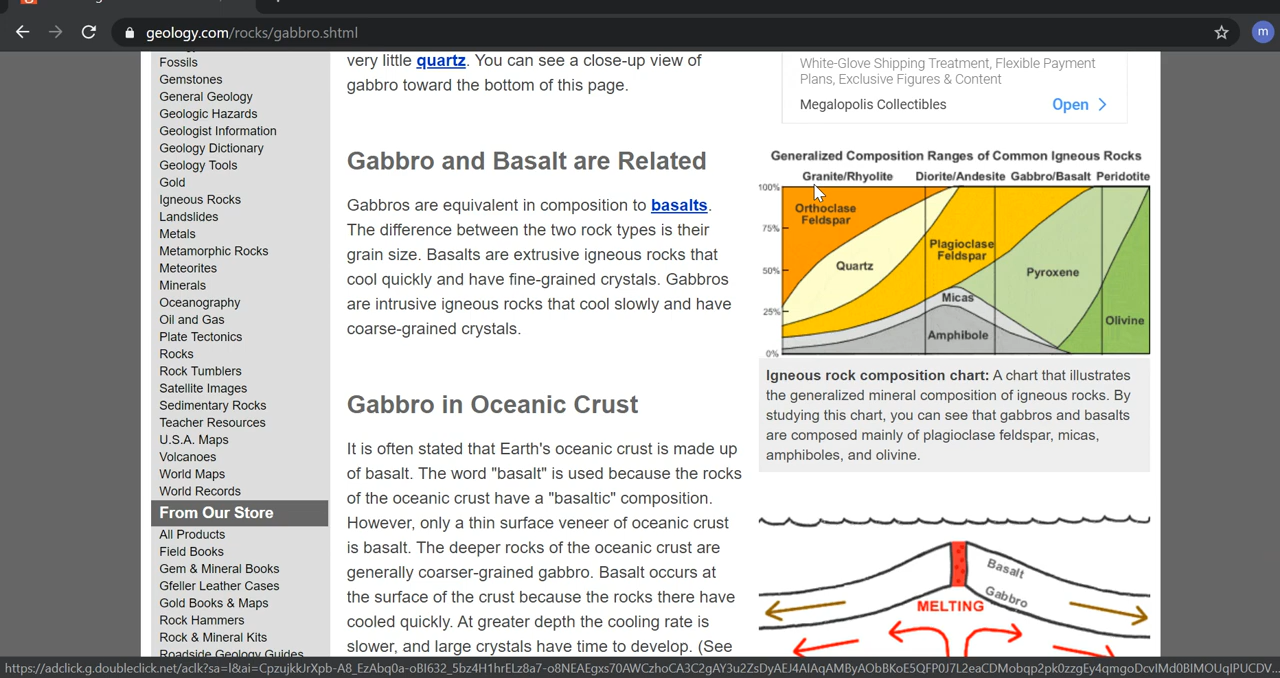 geology.com/rocks/gabbro.shtml
m
Fossils
Gemstones
General Geology
Geologic Hazards
Geologist Information
Geology Dictionary
Geology Tools
Gold
Igneous Rocks
Landslides
Metals
Metamorphic Rocks
Meteorites
Minerals
Oceanography
Oil and Gas
Plate Tectonics
Rocks
Rock Tumblers
Satellite Images
Sedimentary Rocks
Teacher Resources
U.S.A. Maps
Volcanoes
World Maps
World Records
From Our Store
All Products
Field Books
Gem & Mineral Books
Gfeller Leather Cases
Gold Books & Maps
Rock Hammers
Rock & Mineral Kits
Roadside Geology Guides
very little quartz. You can see a close-up view of
gabbro toward the bottom of this page.
Gabbro and Basalt are Related
Gabbros are equivalent in composition to basalts.
The difference between the two rock types is their
grain size. Basalts are extrusive igneous rocks that
cool quickly and have fine-grained crystals. Gabbros
are intrusive igneous rocks that cool slowly and have
coarse-grained crystals.
Gabbro in Oceanic Crust
It is often stated that Earth's oceanic crust is made up
of basalt. The word "basalt" is used because the rocks
of the oceanic crust have a "basaltic" composition.
However, only a thin surface veneer of oceanic crust
is basalt. The deeper rocks of the oceanic crust are
generally coarser-grained gabbro. Basalt occurs at
the surface of the crust because the rocks there have
cooled quickly. At greater depth the cooling rate is
slower, and large crystals have time to develop. (See
White-Glove Shipping Treatment, Flexible Payment
Plans, Exclusive Figures & Content
Megalopolis Collectibles
Open
Generalized Composition Ranges of Common Igneous Rocks
Granite/Rhyolite Diorite/Andesite Gabbro/Basalt Peridotite
100%
75%
50%
25%
0%
Orthoclase
Feldspar
Quartz
Plagioclase
Feldspar
Pyroxene
Micas
Amphibole
Olivine
Igneous rock composition chart: A chart that illustrates
the generalized mineral composition of igneous rocks. By
studying this chart, you can see that gabbros and basalts
are composed mainly of plagioclase feldspar, micas,
amphiboles, and olivine.
Basalt
Gabbro
MELTING